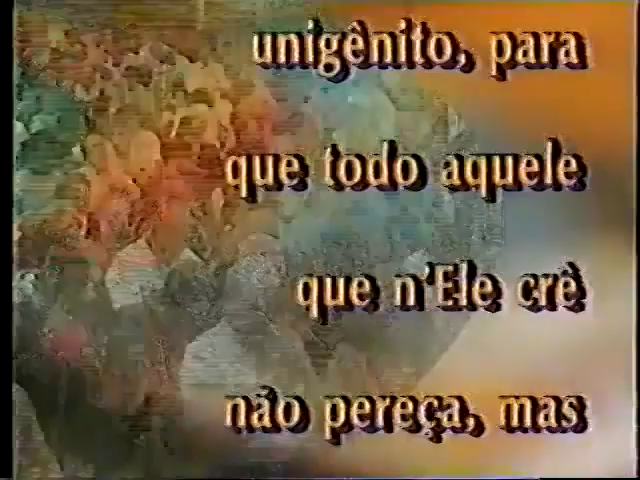 unigênito, para
que todo aquele
que n'Ele crê
não pereça, mas